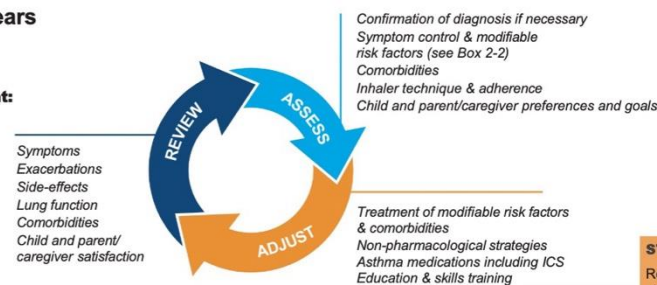 ears
nt:
REVIEW
ASSESS
ADJUST
Confirmation of diagnosis if necessary
Symptom control & modifiable
risk factors (see Box 2-2)
Comorbidities
Inhaler technique & adherence
Child and parent/caregiver preferences and goals
Symptoms
Exacerbations
Side-effects
Lung function
Comorbidities
Child and parent/
caregiver satisfaction
Treatment of modifiable risk factors
& comorbidities
Non-pharmacological strategies
Asthma medications including ICS
Education & skills training